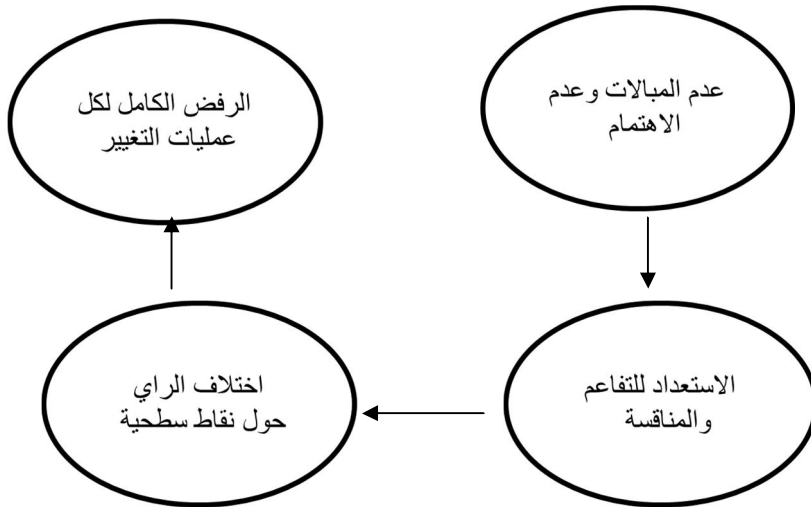 عدم المبالات وعدم
الاهتمام
الاستعداد للتفاعم
والمناقسة
اختلاف الراي
حول نقاط سطحية
الرفض الكامل لكل
عمليات التغيير